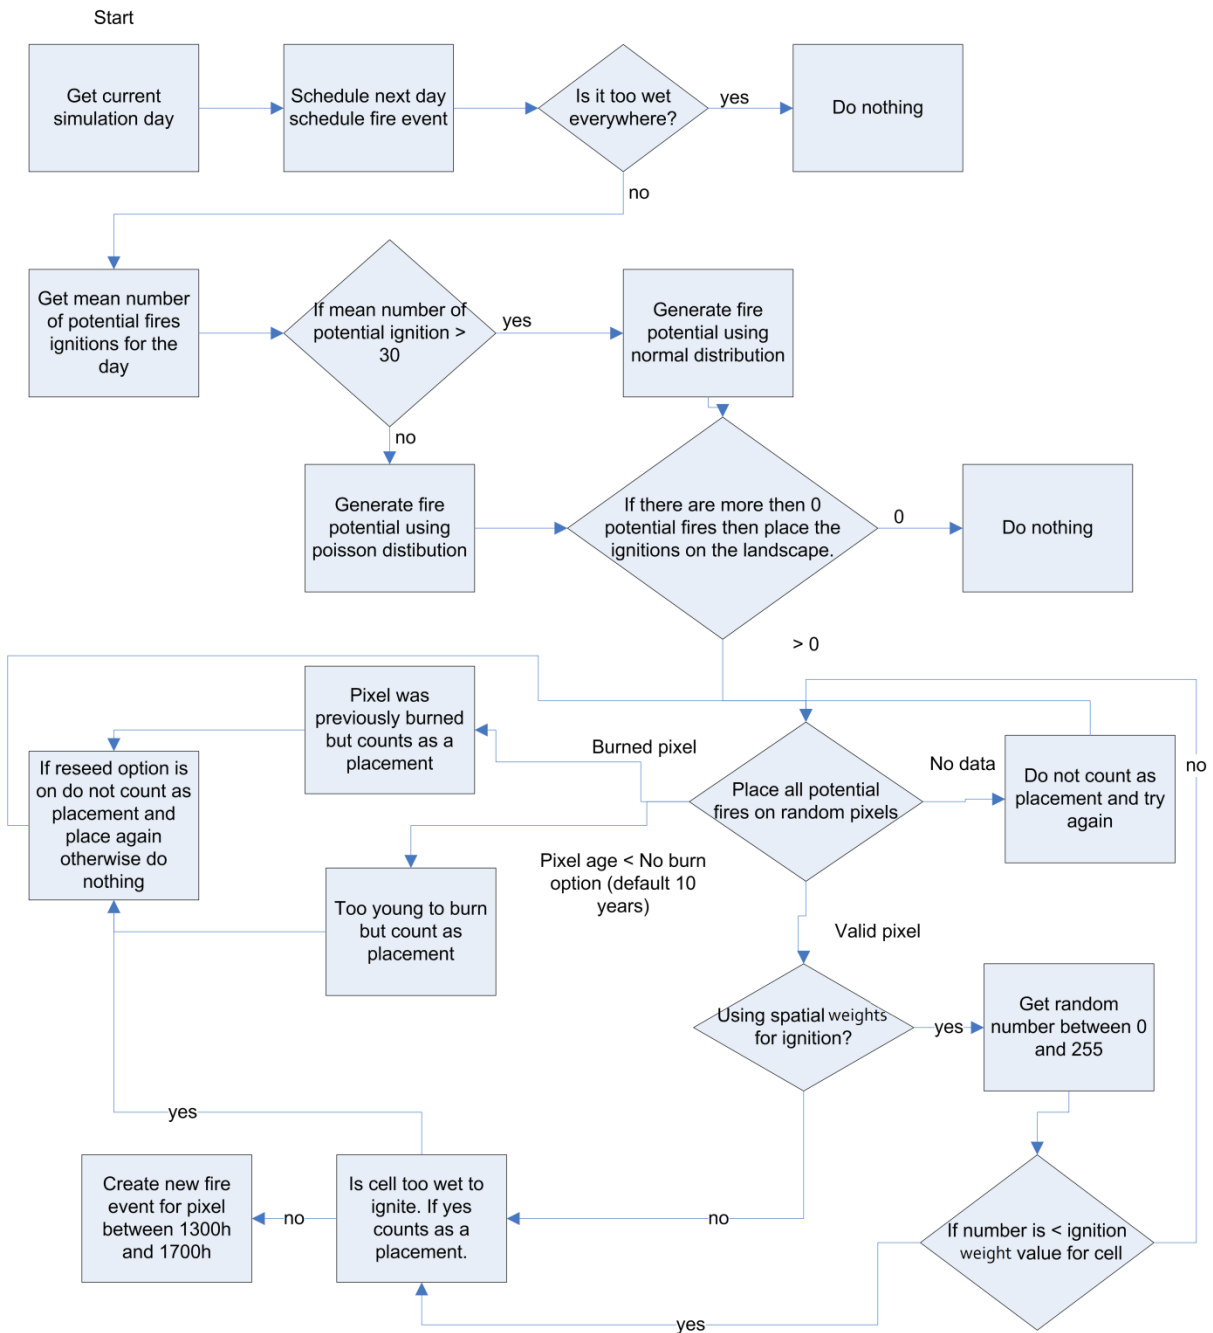 Start
Get current
simulation day
Schedule next day
schedule fire event
Is it too wet
everywhere?
yes
Do nothing
no
Get mean number
of potential fires
ignitions for the
day
If mean number of
potential ignition >
30
yes
Generate fire
potential using
normal distribution
no
Generate fire
potential using
poisson distibution
If there are more then 0
potential fires then place the
ignitions on the landscape.
0
Do nothing
> 0
Pixel was
previously burned
but counts as a
placement
Burned pixel
If reseed option is
on do not count as
placement and
place again
otherwise do
nothing
Place all potential
fires on random pixels
No data
Do not count as
placement and try
again
no
Pixel age < No burn
option (default 10
years)
Too young to burn
but count as
placement
Valid pixel
Using spatial weights
for ignition?
yes
Get random
number between 0
and 255
yes
Create new fire
event for pixel
between 1300h
and 1700h
no
Is cell too wet to
ignite. If yes
counts as a
placement.
no
If number is < ignition
weight value for cell
yes